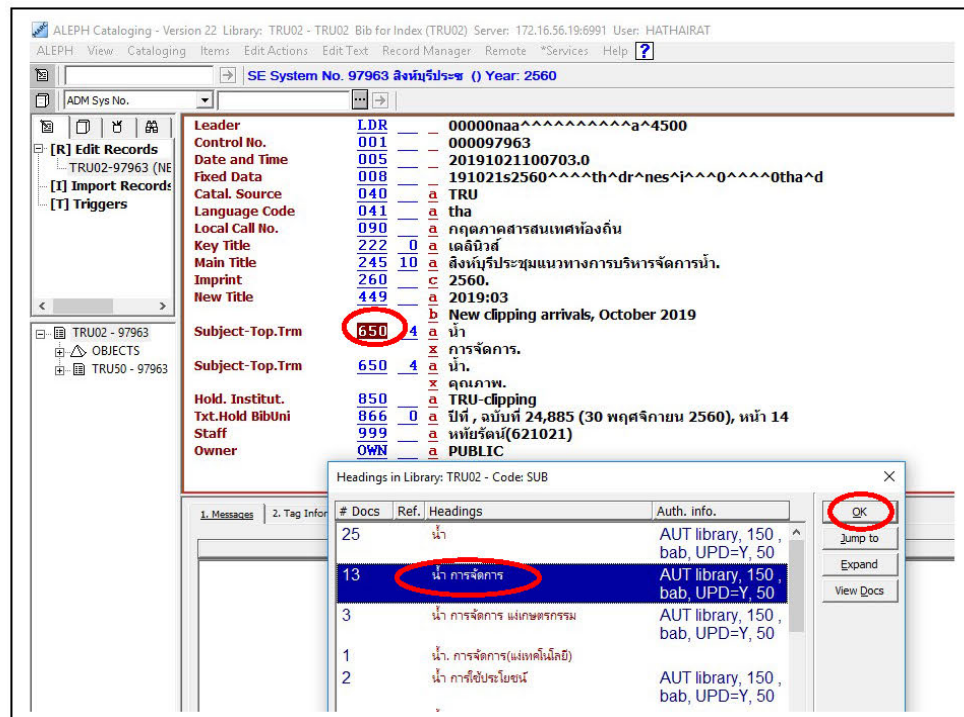 ALEPH Cataloging - Version 22 Library: TRU02 - TRU02 Bib for Index (TRU02) Server: 172.16.56.19:6991 User: HATHAIRAT
ALEPH View Cataloging Items Edit Actions Edit Text Record Manager Remote *Services Help ?
SE System No. 97963 สิงห์บุรีประช () Year: 2560
ADM Sys No.
[R] Edit Records
TRU02-97963 (NE
[I] Import Records
[T] Triggers
TRU02 - 97963
OBJECTS
TRU50 - 97963
Leader LDR __ _ 00000naa^^^^^^^^^^a^4500
Control No. 001 __ _ 000097963
Date and Time 005 __ _ 20191021100703.0
Fixed Data 008 __ _ 191021s2560^^^^th^dr^nes^i^^^0^^^^0tha^d
Catal. Source 040 __ a TRU
Language Code 041 __ a tha
Local Call No. 090 __ a กฤตภาคสารสนเทศท้องถิ่น
Key Title 222 _0 a เดลินิวส์
Main Title 245 10 a สิงห์บุรีประชุมแนวทางการบริหารจัดการน้ำ.
Imprint 260 __ c 2560.
New Title 449 __ a 2019:03
b New clipping arrivals, October 2019
Subject-Top.Trm 650 _4 a น้ำ
x การจัดการ.
Subject-Top.Trm 650 _4 a น้ำ.
x คุณภาพ.
Hold. Institut. 850 __ a TRU-clipping
Txt.Hold BibUni 866 _0 a ปีที่ , ฉบับที่ 24,885 (30 พฤศจิกายน 2560), หน้า 14
Staff 999 __ a หทัยรัตน์(621021)
Owner OWN __ a PUBLIC
1. Messages 2. Tag Infor
Headings in Library: TRU02 - Code: SUB
# Docs Ref. Headings Auth. info.
25 น้ำ AUT library, 150 ,
bab, UPD=Y, 50
13 น้ำ การจัดการ AUT library, 150 ,
bab, UPD=Y, 50
3 น้ำ การจัดการ แง่เกษตรกรรม AUT library, 150 ,
bab, UPD=Y, 50
1 น้ำ. การจัดการ(แง่เทคโนโลยี)
2 น้ำ การใช้ประโยชน์ AUT library, 150 ,
bab, UPD=Y, 50
OK
Jump to
Expand
View Docs